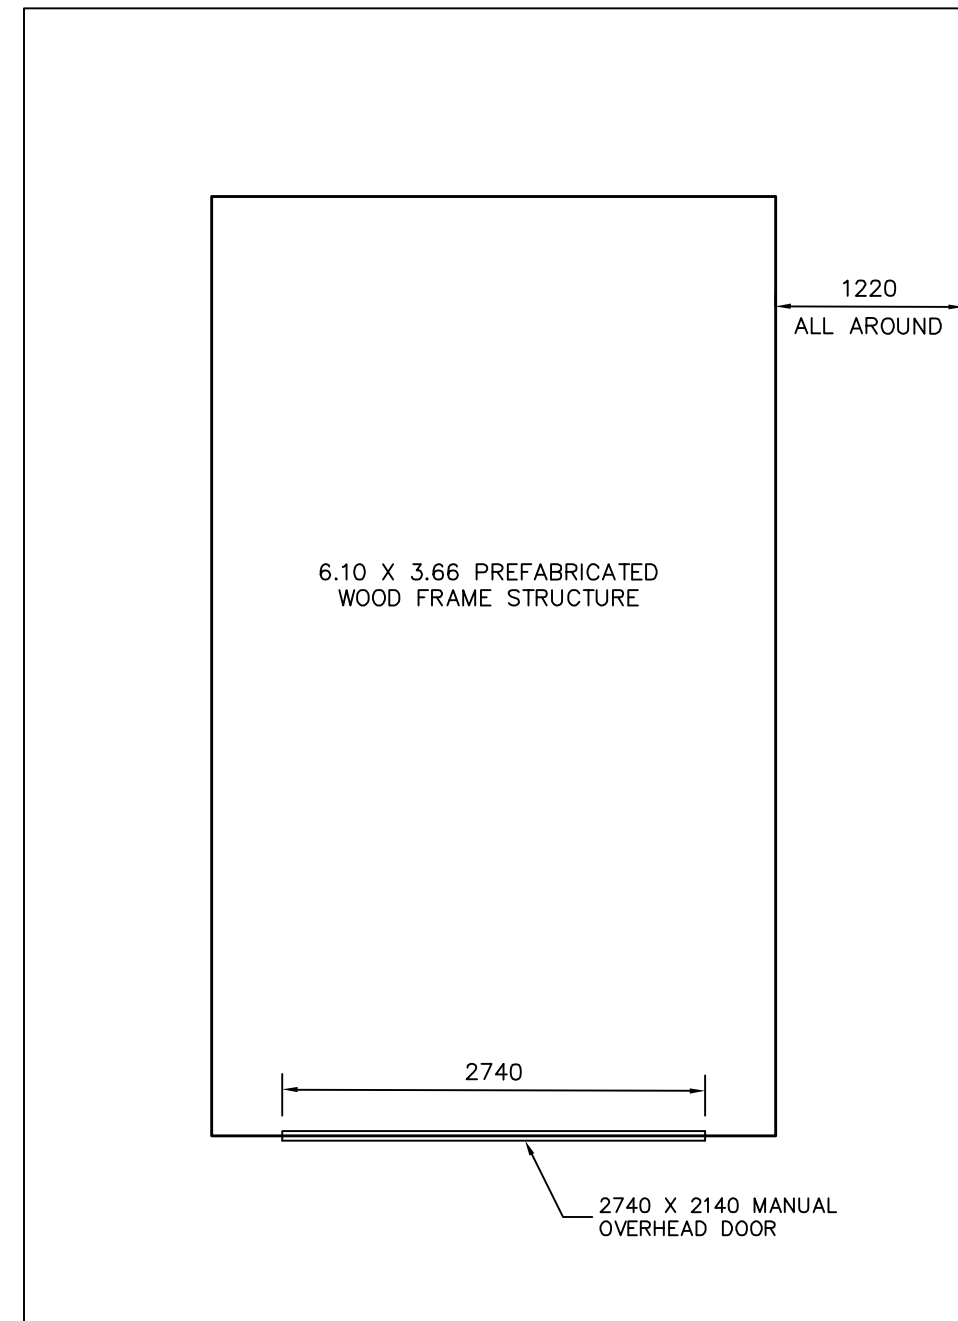 1220
ALL AROUND
6.10 X 3.66 PREFABRICATED
WOOD FRAME STRUCTURE
2740
2740 X 2140 MANUAL
OVERHEAD DOOR